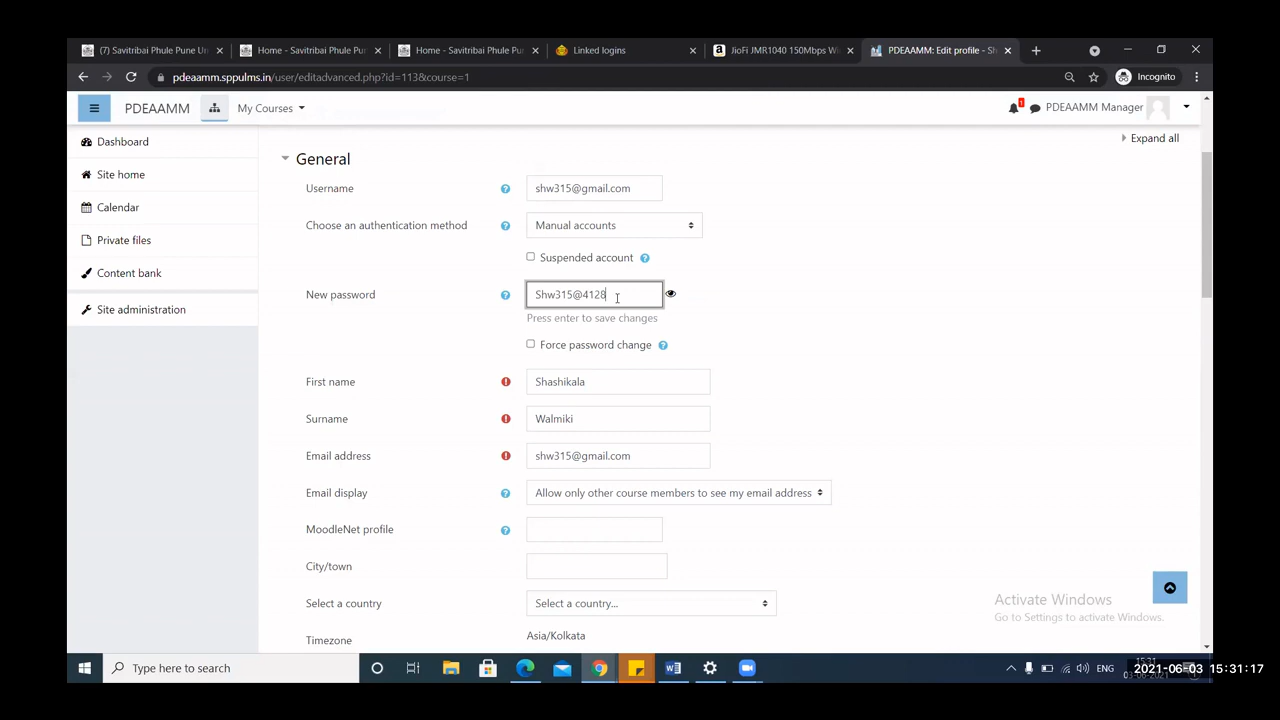 (7) Savitribai Phule Pune Un
Home - Savitribai Phule Pu
Home - Savitribai Phule Pu
Linked logins
JioFi JMR1040 150Mbps Wi
PDEAAMM: Edit profile - Sh
pdeaamm.sppulms.in/user/editadvanced.php?id=113&course=1
Incognito
PDEAAMM
My Courses
1
PDEAAMM Manager
Dashboard
Site home
Calendar
Private files
Content bank
Site administration
Expand all
General
Username
shw315@gmail.com
Choose an authentication method
Manual accounts
Suspended account
New password
Shw315@4128
Press enter to save changes
Force password change
First name
Shashikala
Surname
Walmiki
Email address
shw315@gmail.com
Email display
Allow only other course members to see my email address
MoodleNet profile
City/town
Select a country
Select a country...
Timezone
Asia/Kolkata
Activate Windows
Go to Settings to activate Windows.
Type here to search
ENG
2021-06-03 15:31:17